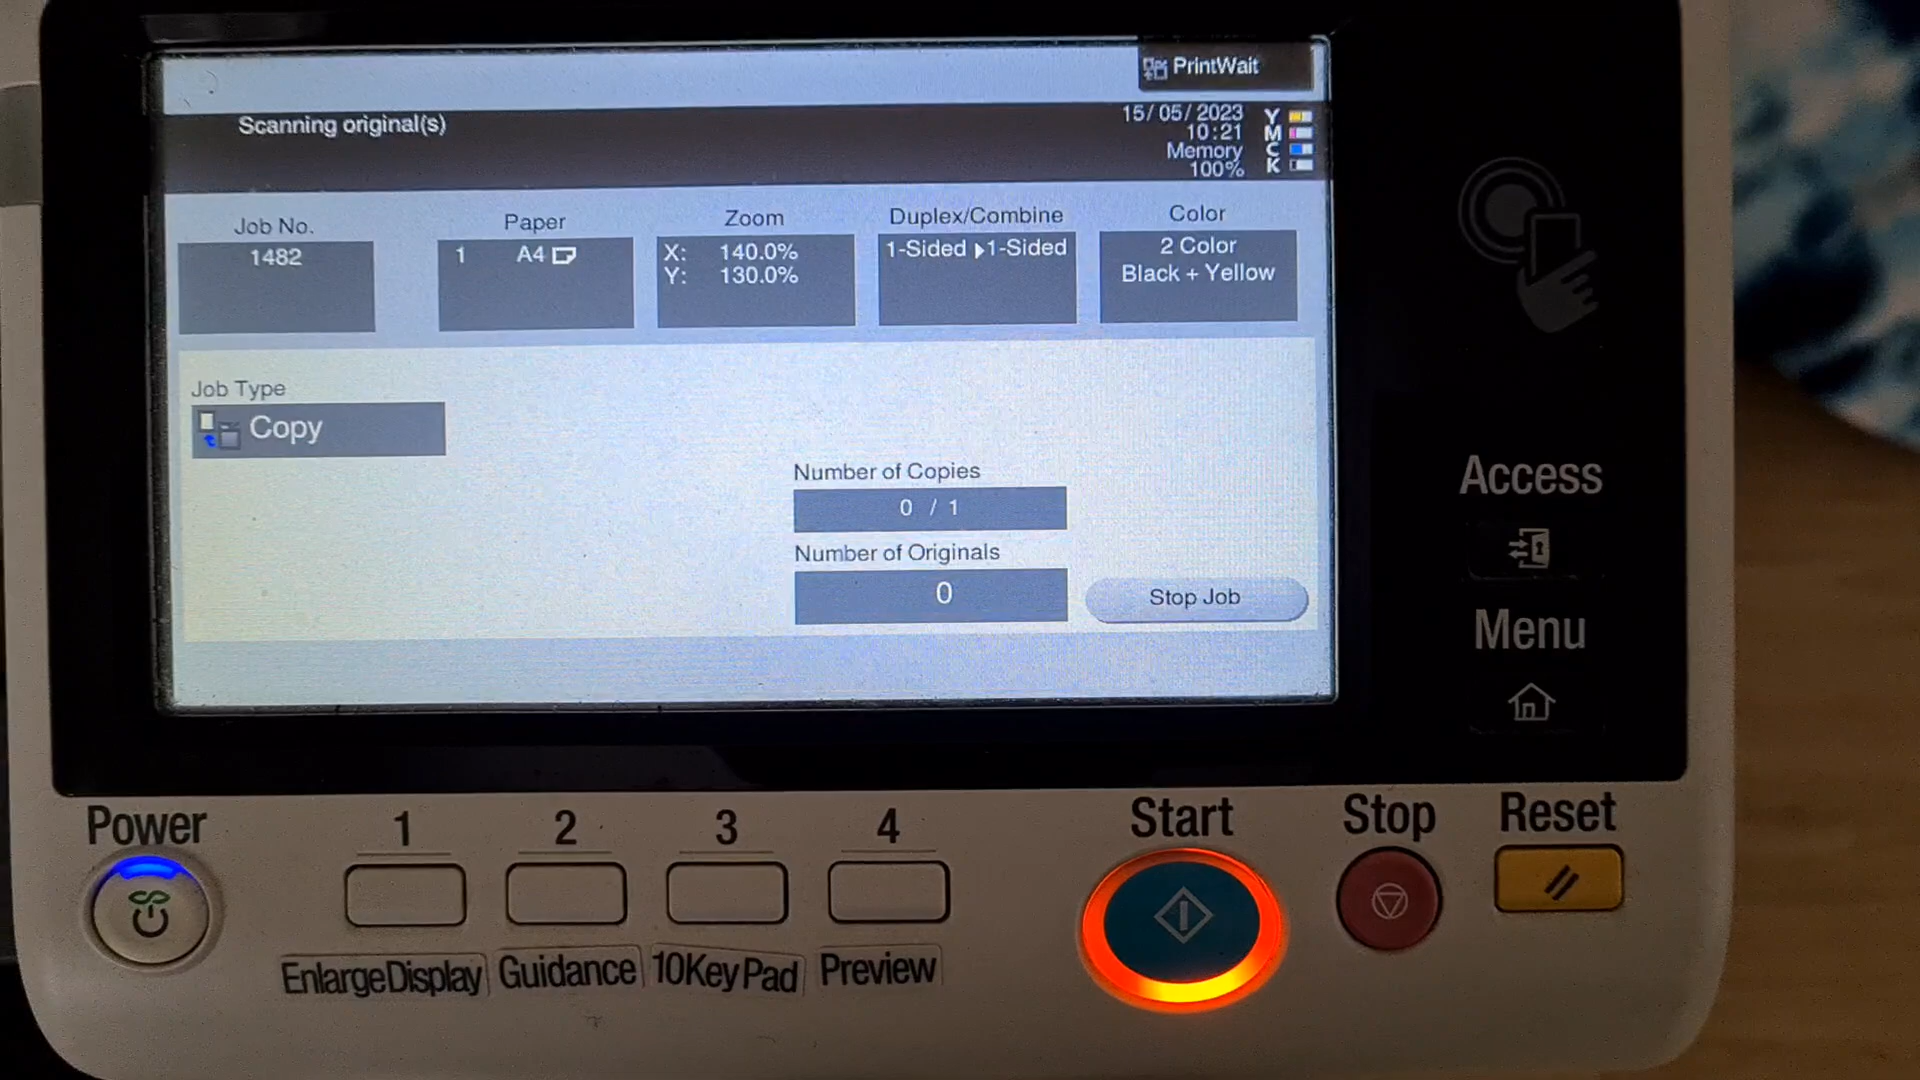 PrintWait
Scanning original(s)
15/05/2023
10:21
Memory
100%
Y
M
C
K
Job No.
1482
Paper
1 A4
Zoom
X: 140.0%
Y: 130.0%
Duplex/Combine
1-Sided ▶1-Sided
Color
2 Color
Black + Yellow
Job Type
Copy
Number of Copies
0 / 1
Number of Originals
0
Stop Job
Access
Menu
Power
1
2
3
4
Start
Stop
Reset
EnlargeDisplay
Guidance
10KeyPad
Preview